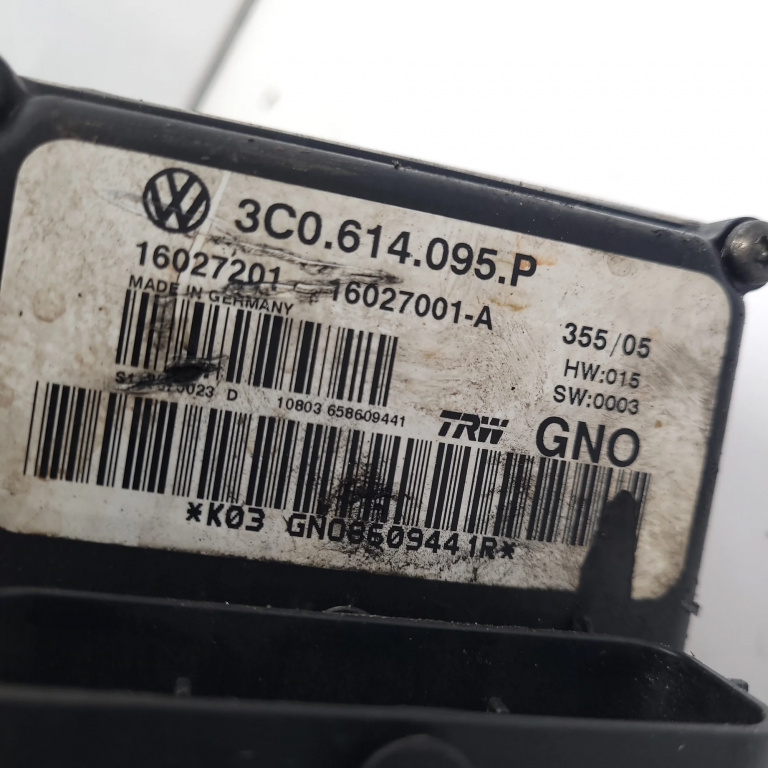 3C0.614.095.P
16027201 16027001-A
MADE IN GERMANY
355/05
HW:015
SW:0003
D 10803 658609441
TRW GNO
*K03 GNO8609441R*